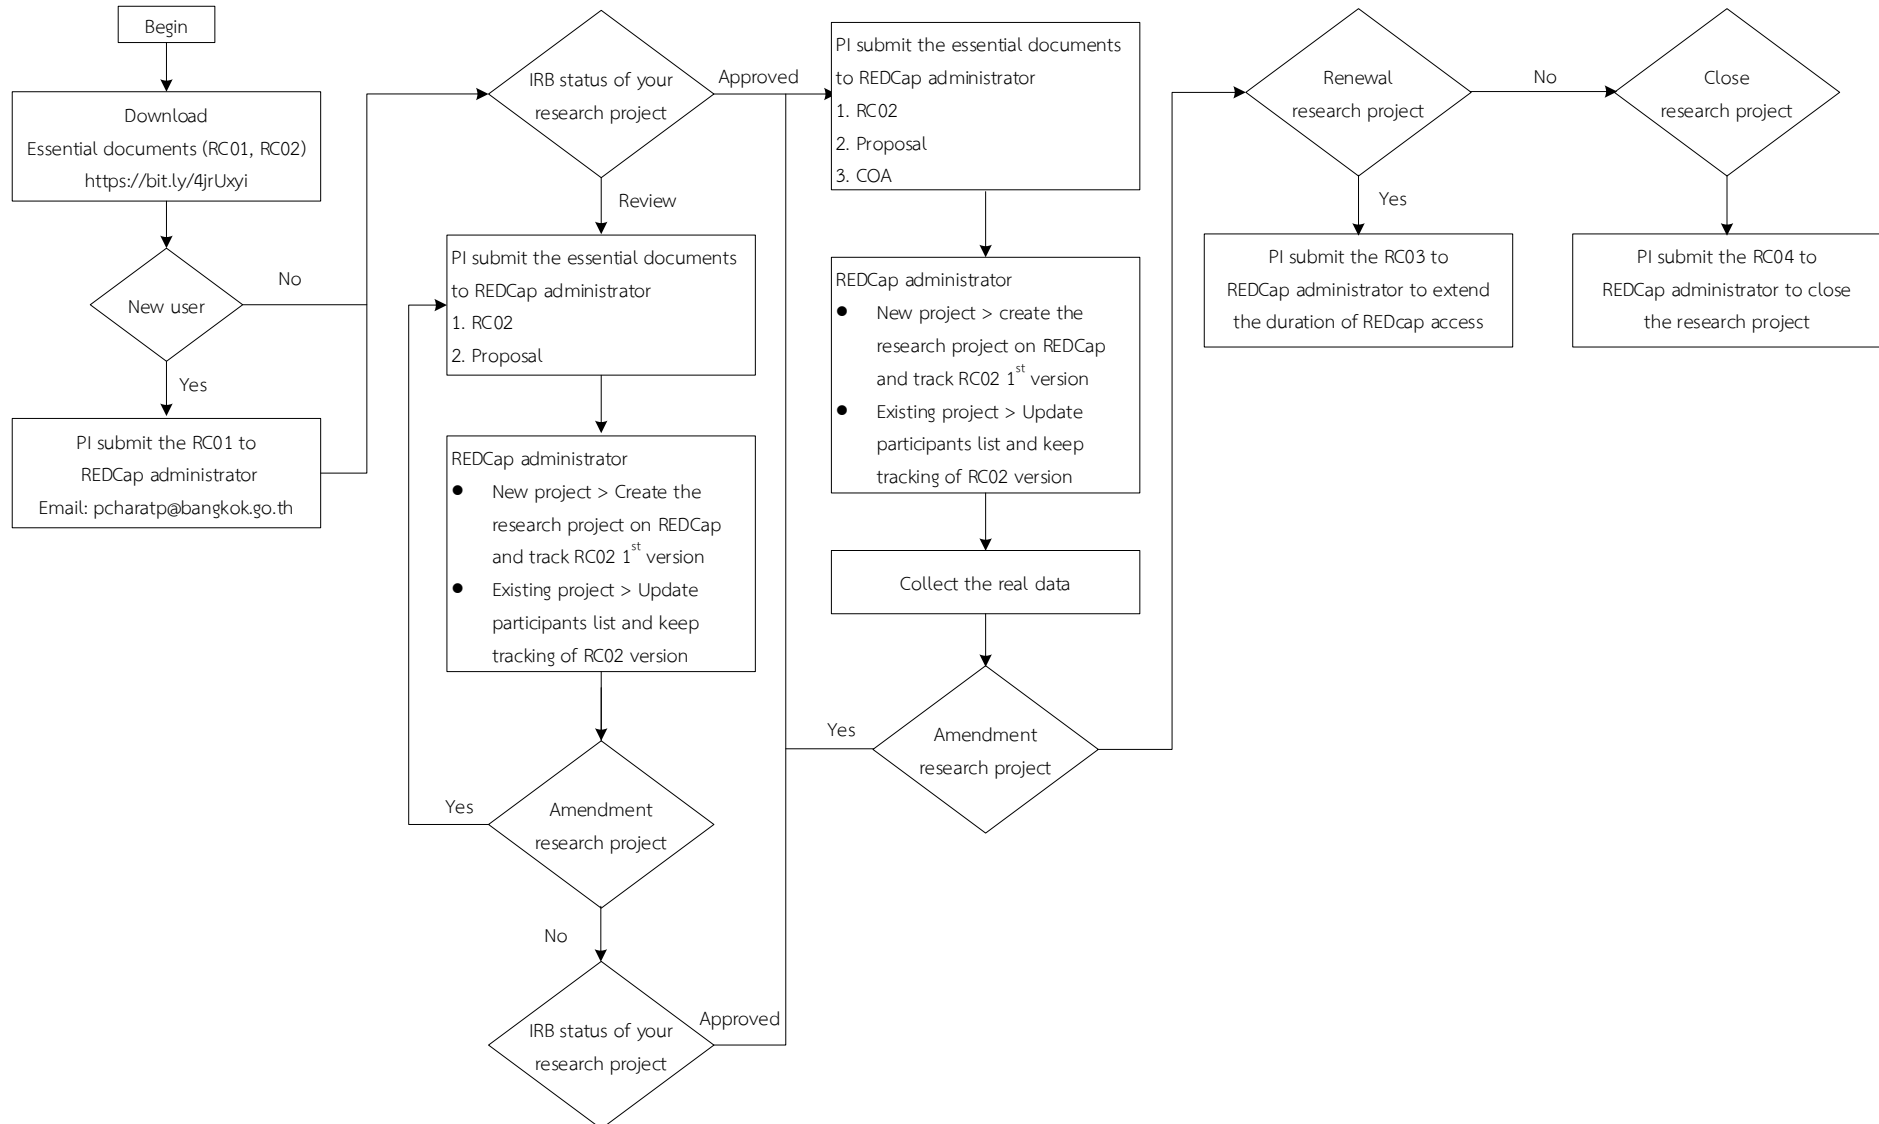 Begin
Download
Essential documents (RC01, RC02)
https://bit.ly/4jrUxyi
New user
No
Yes
PI submit the RC01 to
REDCap administrator
Email: pcharatp@bangkok.go.th
IRB status of your
research project
Approved
Review
PI submit the essential documents
to REDCap administrator
1. RC02
2. Proposal
REDCap administrator
● New project > Create the
research project on REDCap
and track RC02 1st version
● Existing project > Update
participants list and keep
tracking of RC02 version
Amendment
research project
Yes
No
IRB status of your
research project
Approved
PI submit the essential documents
to REDCap administrator
1. RC02
2. Proposal
3. COA
REDCap administrator
● New project > create the
research project on REDCap
and track RC02 1st version
● Existing project > Update
participants list and keep
tracking of RC02 version
Collect the real data
Amendment
research project
Yes
Renewal
research project
No
Yes
PI submit the RC03 to
REDCap administrator to extend
the duration of REDcap access
Close
research project
PI submit the RC04 to
REDCap administrator to close
the research project